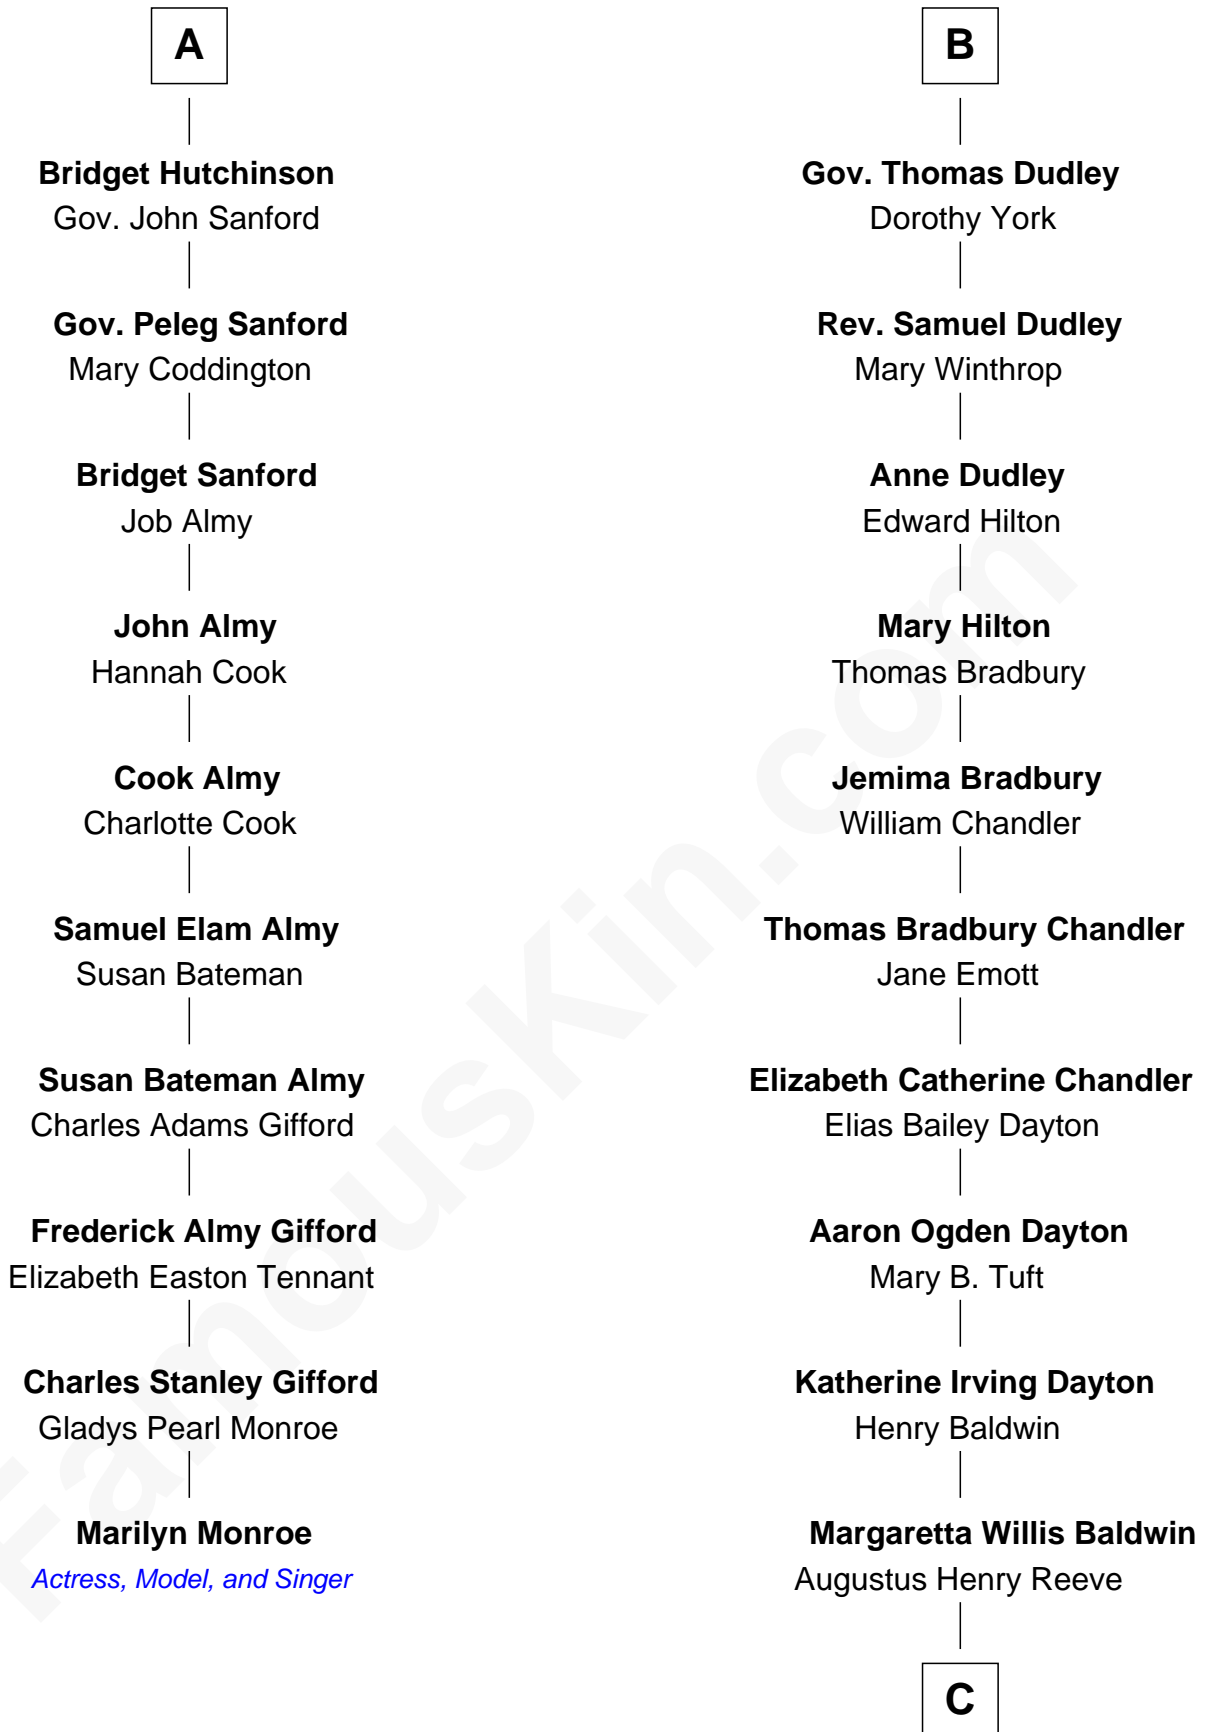 A
Bridget Hutchinson
Gov. John Sanford
Gov. Peleg Sanford
Mary Coddington
Bridget Sanford
Job Almy
John Almy
Hannah Cook
Cook Almy
Charlotte Cook
Samuel Elam Almy
Susan Bateman
Susan Bateman Almy
Charles Adams Gifford
Frederick Almy Gifford
Elizabeth Easton Tennant
Charles Stanley Gifford
Gladys Pearl Monroe
Marilyn Monroe
Actress, Model, and Singer
B
Gov. Thomas Dudley
Dorothy York
Rev. Samuel Dudley
Mary Winthrop
Anne Dudley
Edward Hilton
Mary Hilton
Thomas Bradbury
Jemima Bradbury
William Chandler
Thomas Bradbury Chandler
Jane Emott
Elizabeth Catherine Chandler
Elias Bailey Dayton
Aaron Ogden Dayton
Mary B. Tuft
Katherine Irving Dayton
Henry Baldwin
Margaretta Willis Baldwin
Augustus Henry Reeve
C
FamousKin.com